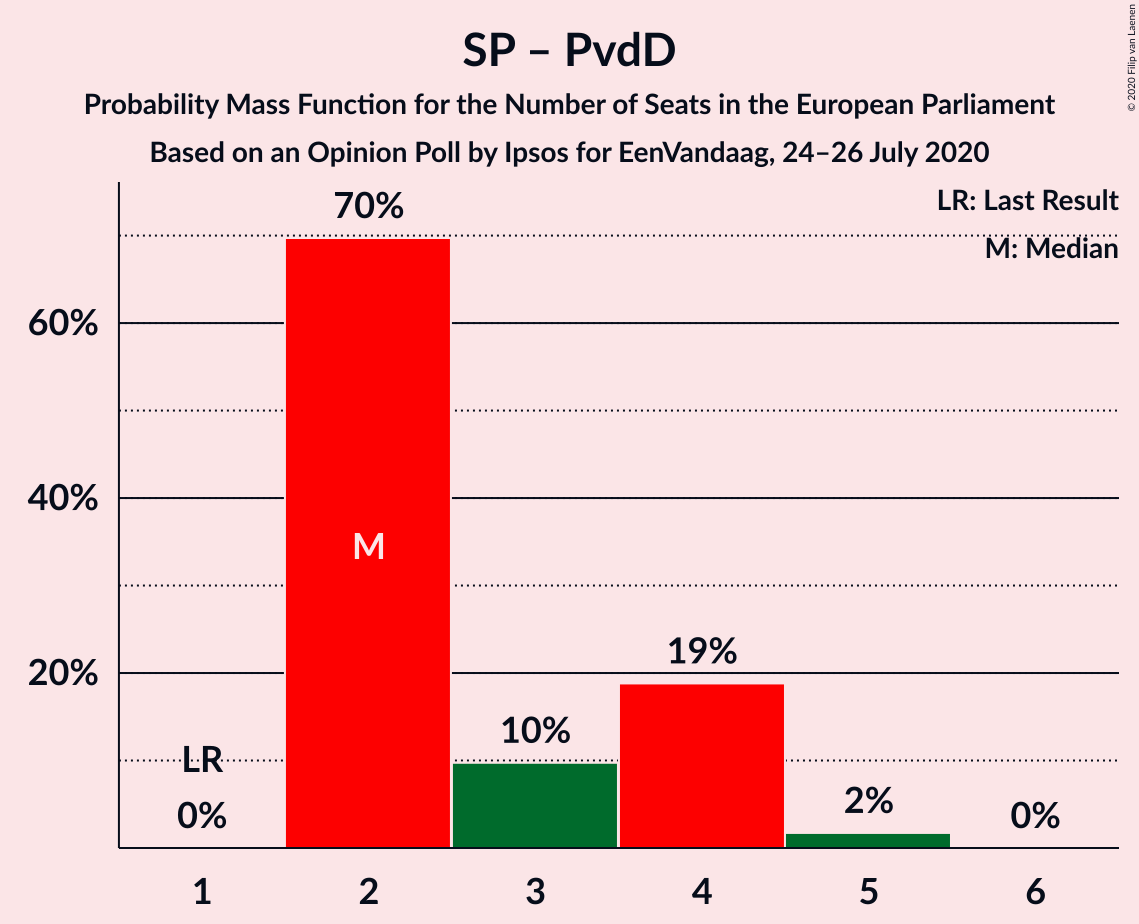 SP – PvdD
Probability Mass Function for the Number of Seats in the European Parliament
Based on an Opinion Poll by Ipsos for EenVandaag, 24–26 July 2020
© 2020 Filip van Laenen
LR: Last Result
M: Median
70%
60%
40%
M
19%
20%
10%
LR
2%
0%
0%
1 2 3 4 5 6